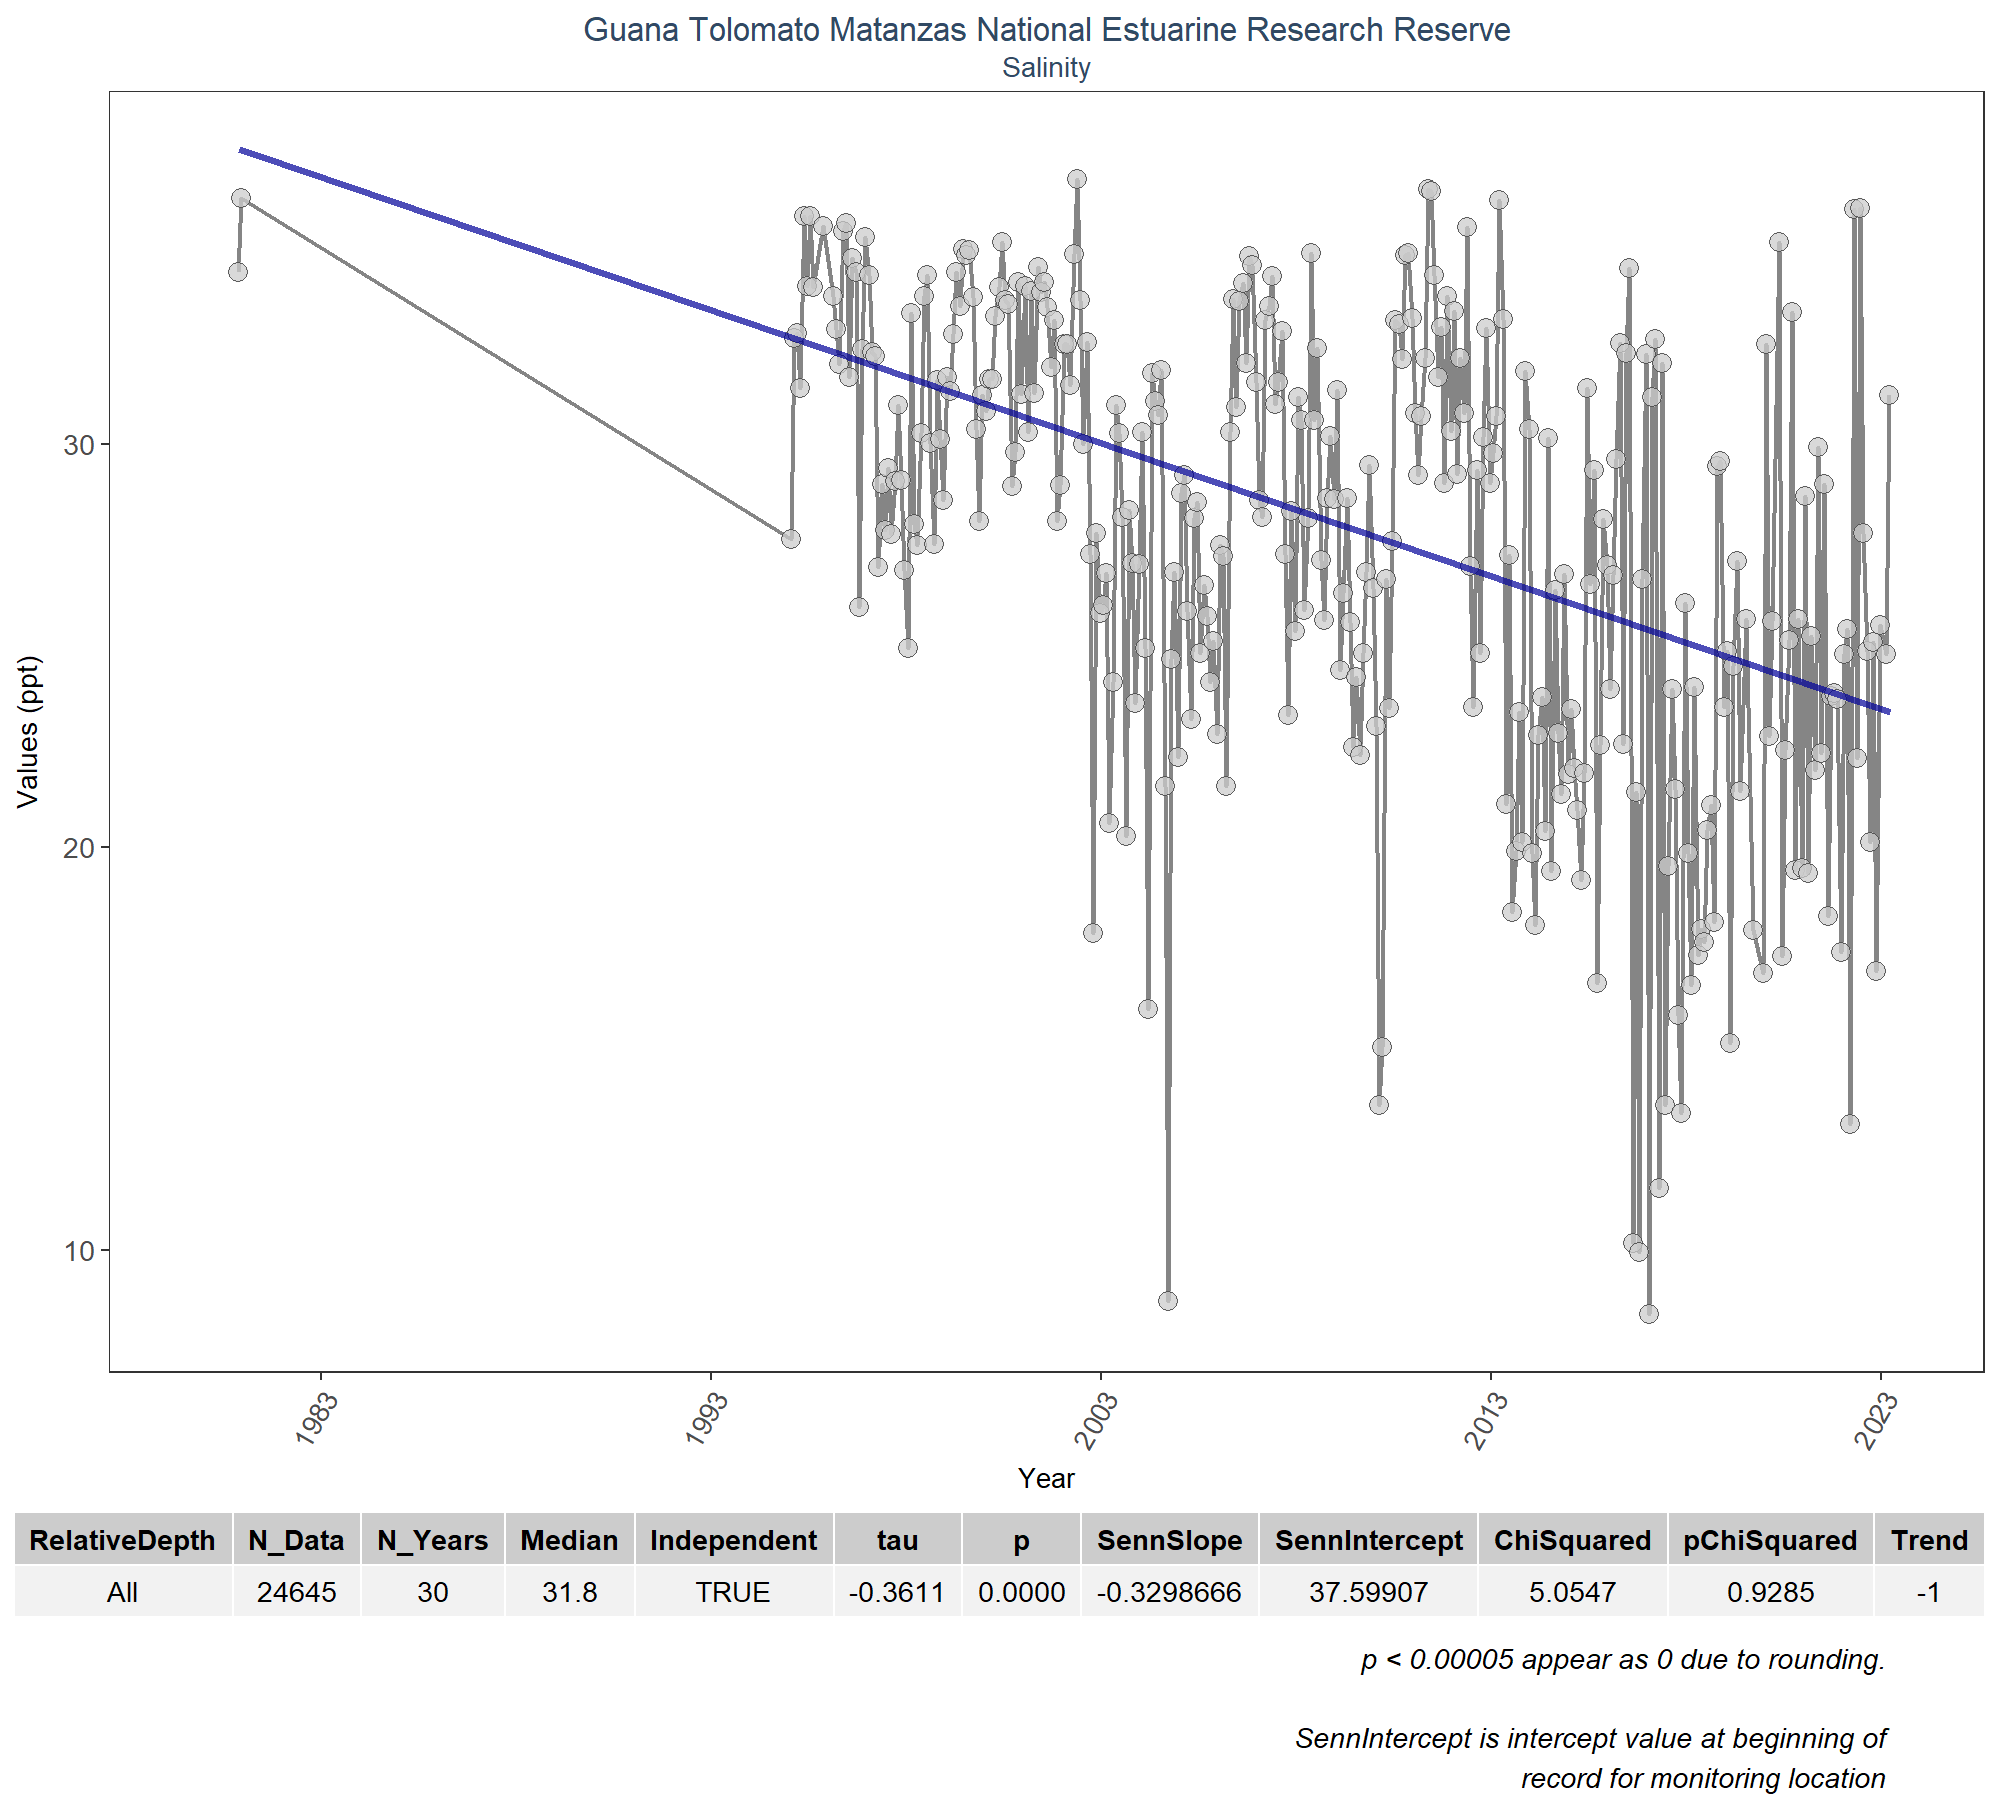 Guana Tolomato Matanzas National Estuarine Research Reserve
Salinity
Values (ppt)
30
20
10
1983
1993
2003
2013
2023
Year
RelativeDepth N_Data N_Years Median Independent tau p SennSlope SennIntercept ChiSquared pChiSquared Trend
All 24645 30 31.8 TRUE -0.3611 0.0000 -0.3298666 37.59907 5.0547 0.9285 -1
p < 0.00005 appear as 0 due to rounding.
SennIntercept is intercept value at beginning of
record for monitoring location